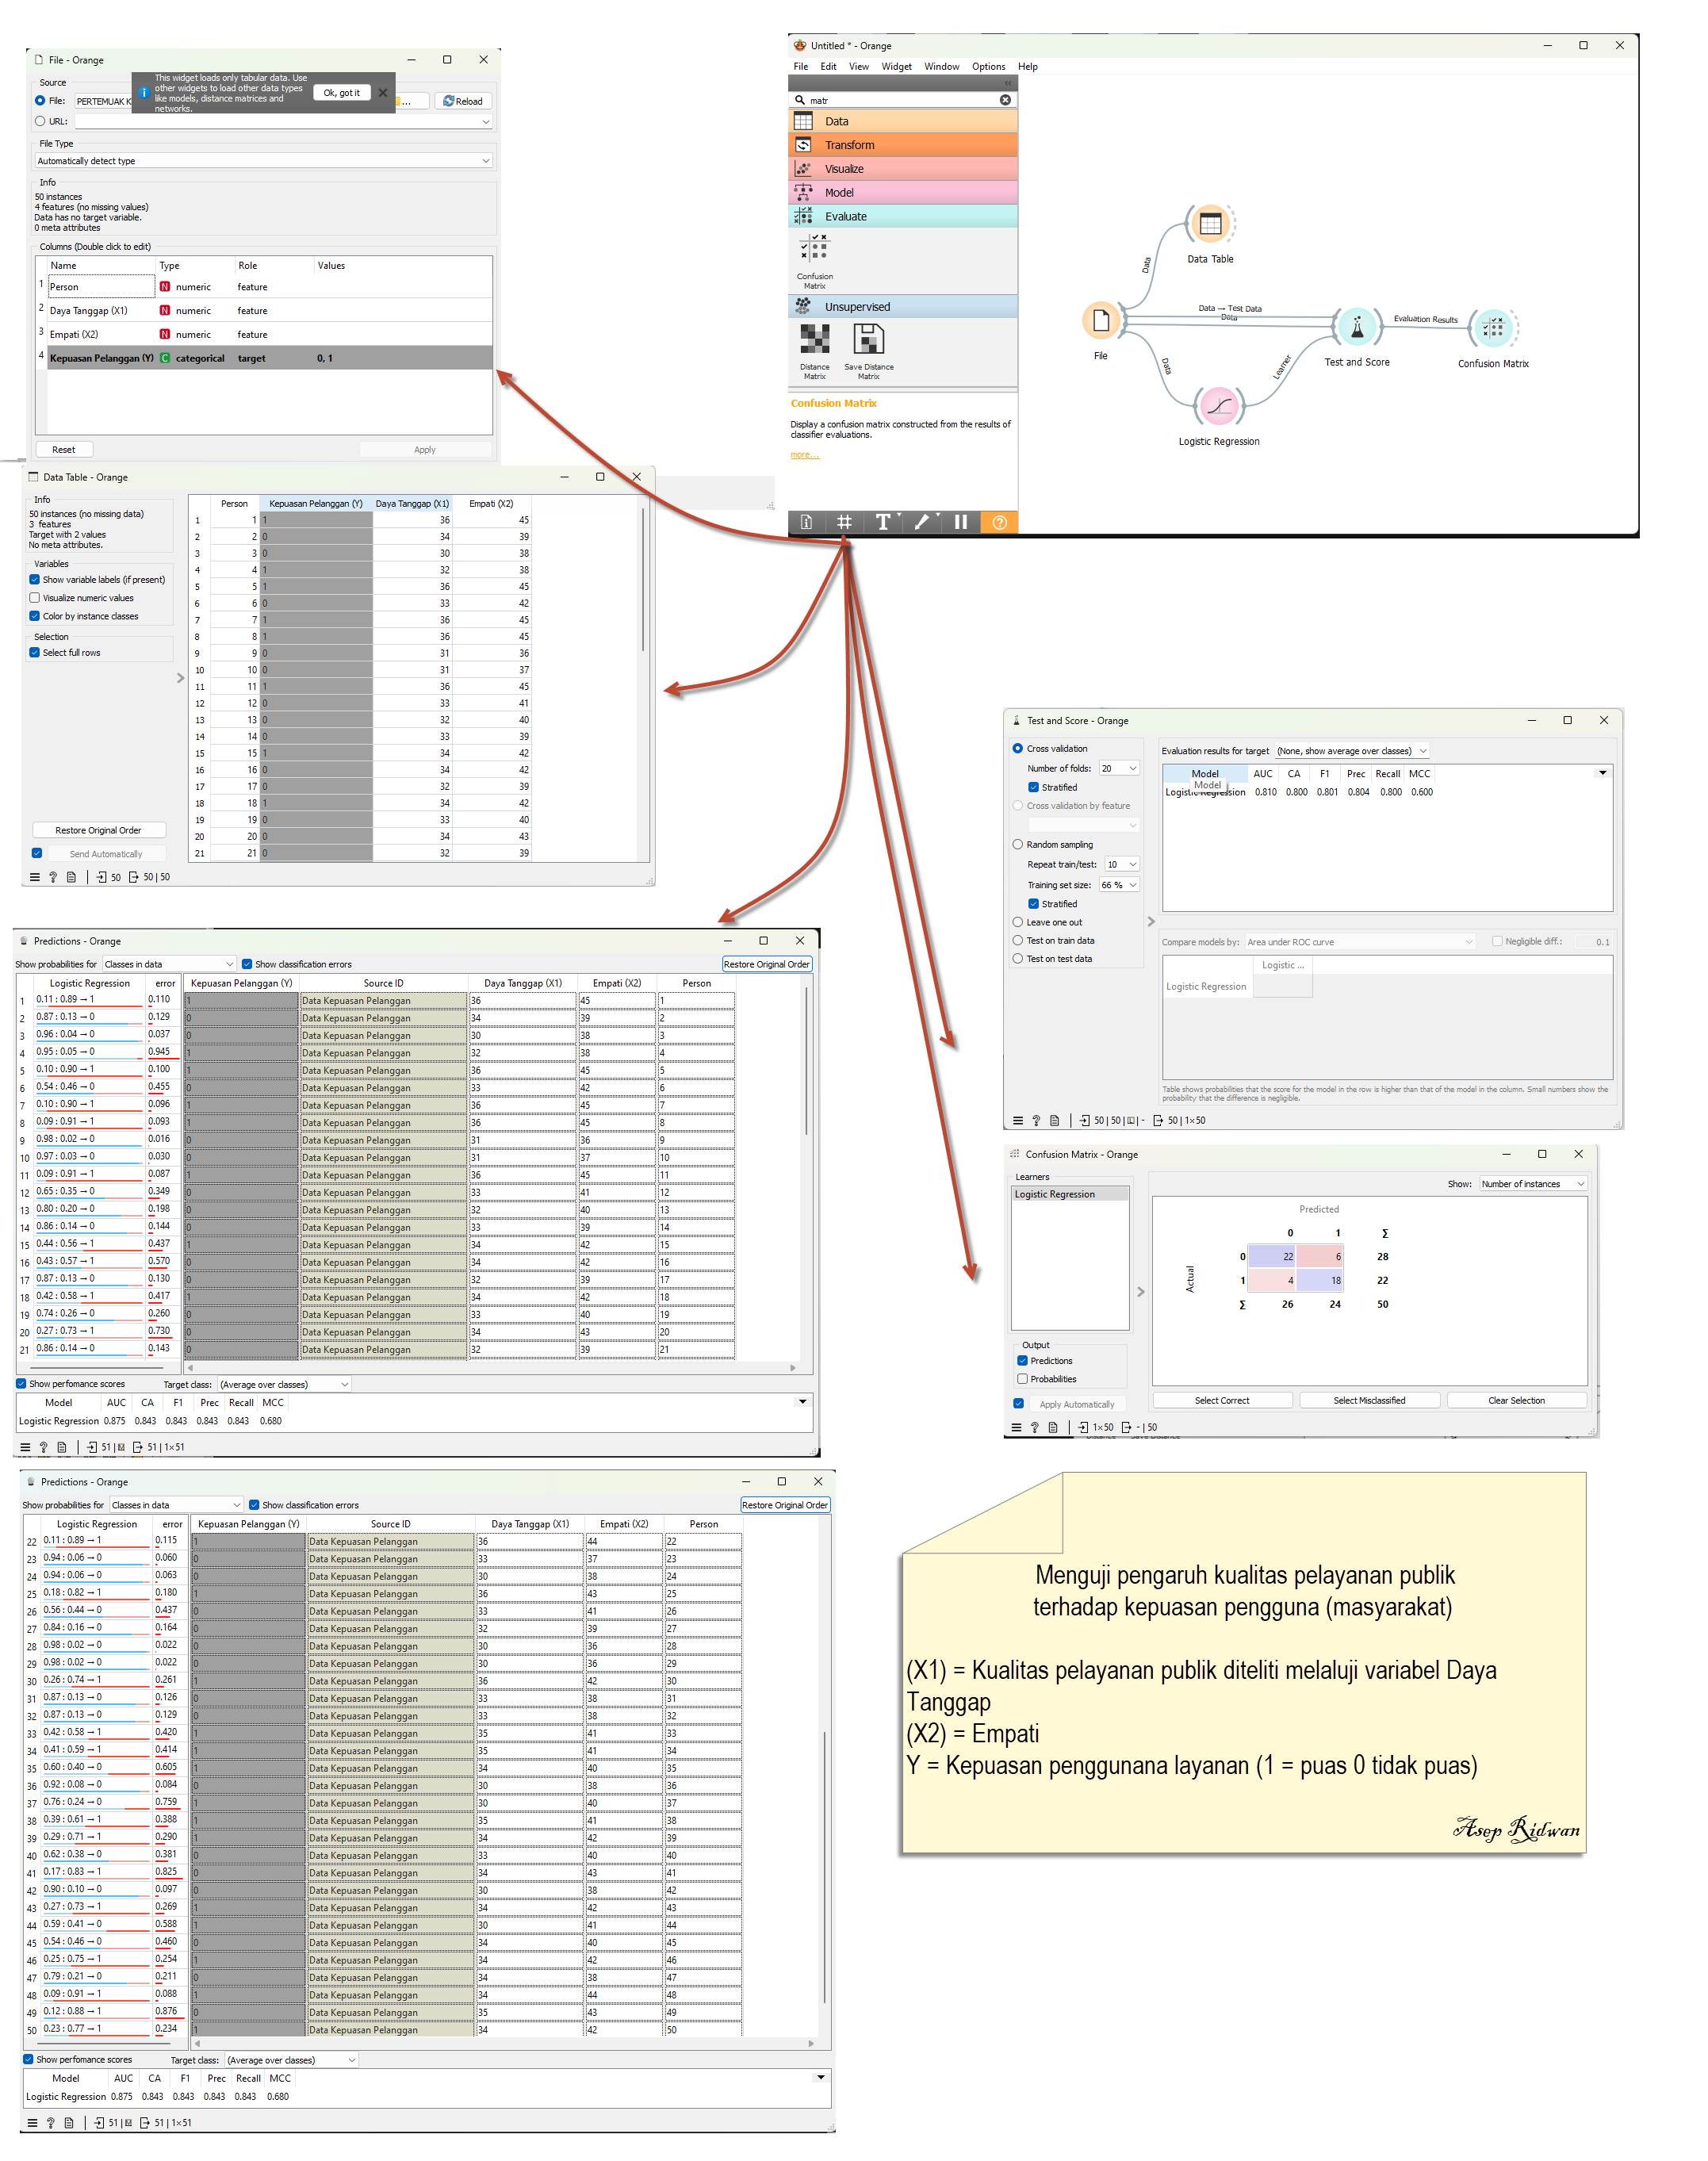 File - Orange
Source
This widget loads only tabular data. Use
other widgets to load other data types
like models, distance matrices and
networks.
Ok, got it
File: PERTEMUAK K ... Reload
URL:
File Type
Automatically detect type
Info
50 instances
4 features (no missing values)
Data has no target variable.
0 meta attributes
Columns (Double click to edit)
Name Type Role Values
1 Person N numeric feature
2 Daya Tanggap (X1) N numeric feature
3 Empati (X2) N numeric feature
4 Kepuasan Pelanggan (Y) C categorical target 0, 1
Reset Apply
Untitled * - Orange
File Edit View Widget Window Options Help
matr
Data
Transform
Visualize
Model
Evaluate
Confusion
Matrix
Unsupervised
Distance
Matrix
Save Distance
Matrix
Confusion Matrix
Display a confusion matrix constructed from the results of
classifier evaluations.
more...
Data Table
Data
File
Data → Test Data
Data
Data
Learner
Logistic Regression
Test and Score
Evaluation Results
Confusion Matrix
Data Table - Orange
Info
50 instances (no missing data)
3 features
Target with 2 values
No meta attributes.
Variables
Show variable labels (if present)
Visualize numeric values
Color by instance classes
Selection
Select full rows
Restore Original Order
Send Automatically
50 50 | 50
Person Kepuasan Pelanggan (Y) Daya Tanggap (X1) Empati (X2)
1 1 1 36 45
2 2 0 34 39
3 3 0 30 38
4 4 1 32 38
5 5 1 36 45
6 6 0 33 42
7 7 1 36 45
8 8 1 36 45
9 9 0 31 36
10 10 0 31 37
11 11 1 36 45
12 12 0 33 41
13 13 0 32 40
14 14 0 33 39
15 15 1 34 42
16 16 0 34 42
17 17 0 32 39
18 18 1 34 42
19 19 0 33 40
20 20 0 34 43
21 21 0 32 39
Predictions - Orange
Show probabilities for Classes in data Show classification errors Restore Original Order
Logistic Regression error Kepuasan Pelanggan (Y) Source ID Daya Tanggap (X1) Empati (X2) Person
1 0.11 : 0.89 → 1 0.110 1 Data Kepuasan Pelanggan 36 45 1
2 0.87 : 0.13 → 0 0.129 0 Data Kepuasan Pelanggan 34 39 2
3 0.96 : 0.04 → 0 0.037 0 Data Kepuasan Pelanggan 30 38 3
4 0.95 : 0.05 → 0 0.945 1 Data Kepuasan Pelanggan 32 38 4
5 0.10 : 0.90 → 1 0.100 1 Data Kepuasan Pelanggan 36 45 5
6 0.54 : 0.46 → 0 0.455 0 Data Kepuasan Pelanggan 33 42 6
7 0.10 : 0.90 → 1 0.096 1 Data Kepuasan Pelanggan 36 45 7
8 0.09 : 0.91 → 1 0.093 1 Data Kepuasan Pelanggan 36 45 8
9 0.98 : 0.02 → 0 0.016 0 Data Kepuasan Pelanggan 31 36 9
10 0.97 : 0.03 → 0 0.030 0 Data Kepuasan Pelanggan 31 37 10
11 0.09 : 0.91 → 1 0.087 1 Data Kepuasan Pelanggan 36 45 11
12 0.65 : 0.35 → 0 0.349 0 Data Kepuasan Pelanggan 33 41 12
13 0.80 : 0.20 → 0 0.198 0 Data Kepuasan Pelanggan 32 40 13
14 0.86 : 0.14 → 0 0.144 0 Data Kepuasan Pelanggan 33 39 14
15 0.44 : 0.56 → 1 0.437 1 Data Kepuasan Pelanggan 34 42 15
16 0.43 : 0.57 → 1 0.570 0 Data Kepuasan Pelanggan 34 42 16
17 0.87 : 0.13 → 0 0.130 0 Data Kepuasan Pelanggan 32 39 17
18 0.42 : 0.58 → 1 0.417 1 Data Kepuasan Pelanggan 34 42 18
19 0.74 : 0.26 → 0 0.260 0 Data Kepuasan Pelanggan 33 40 19
20 0.27 : 0.73 → 1 0.730 0 Data Kepuasan Pelanggan 34 43 20
21 0.86 : 0.14 → 0 0.143 0 Data Kepuasan Pelanggan 32 39 21
Show perfomance scores Target class: (Average over classes)
Model AUC CA F1 Prec Recall MCC
Logistic Regression 0.875 0.843 0.843 0.843 0.843 0.680
51 | 51 | 1×51
Predictions - Orange
Show probabilities for Classes in data Show classification errors Restore Original Order
Logistic Regression error Kepuasan Pelanggan (Y) Source ID Daya Tanggap (X1) Empati (X2) Person
22 0.11 : 0.89 → 1 0.115 1 Data Kepuasan Pelanggan 36 44 22
23 0.94 : 0.06 → 0 0.060 0 Data Kepuasan Pelanggan 33 37 23
24 0.94 : 0.06 → 0 0.063 0 Data Kepuasan Pelanggan 30 38 24
25 0.18 : 0.82 → 1 0.180 1 Data Kepuasan Pelanggan 36 43 25
26 0.56 : 0.44 → 0 0.437 0 Data Kepuasan Pelanggan 33 41 26
27 0.84 : 0.16 → 0 0.164 0 Data Kepuasan Pelanggan 32 39 27
28 0.98 : 0.02 → 0 0.022 0 Data Kepuasan Pelanggan 30 36 28
29 0.98 : 0.02 → 0 0.022 0 Data Kepuasan Pelanggan 30 36 29
30 0.26 : 0.74 → 1 0.261 1 Data Kepuasan Pelanggan 36 42 30
31 0.87 : 0.13 → 0 0.126 0 Data Kepuasan Pelanggan 33 38 31
32 0.87 : 0.13 → 0 0.129 0 Data Kepuasan Pelanggan 33 38 32
33 0.42 : 0.58 → 1 0.420 1 Data Kepuasan Pelanggan 35 41 33
34 0.41 : 0.59 → 1 0.414 1 Data Kepuasan Pelanggan 35 41 34
35 0.60 : 0.40 → 0 0.605 1 Data Kepuasan Pelanggan 34 40 35
36 0.92 : 0.08 → 0 0.084 0 Data Kepuasan Pelanggan 30 38 36
37 0.76 : 0.24 → 0 0.759 1 Data Kepuasan Pelanggan 30 40 37
38 0.39 : 0.61 → 1 0.388 1 Data Kepuasan Pelanggan 35 41 38
39 0.29 : 0.71 → 1 0.290 1 Data Kepuasan Pelanggan 34 42 39
40 0.62 : 0.38 → 0 0.381 0 Data Kepuasan Pelanggan 33 40 40
41 0.17 : 0.83 → 1 0.825 0 Data Kepuasan Pelanggan 34 43 41
42 0.90 : 0.10 → 0 0.097 0 Data Kepuasan Pelanggan 30 38 42
43 0.27 : 0.73 → 1 0.269 1 Data Kepuasan Pelanggan 34 42 43
44 0.59 : 0.41 → 0 0.588 1 Data Kepuasan Pelanggan 30 41 44
45 0.54 : 0.46 → 0 0.460 0 Data Kepuasan Pelanggan 34 40 45
46 0.25 : 0.75 → 1 0.254 1 Data Kepuasan Pelanggan 34 42 46
47 0.79 : 0.21 → 0 0.211 0 Data Kepuasan Pelanggan 34 38 47
48 0.09 : 0.91 → 1 0.088 1 Data Kepuasan Pelanggan 34 44 48
49 0.12 : 0.88 → 1 0.876 0 Data Kepuasan Pelanggan 35 43 49
50 0.23 : 0.77 → 1 0.234 1 Data Kepuasan Pelanggan 34 42 50
Show perfomance scores Target class: (Average over classes)
Model AUC CA F1 Prec Recall MCC
Logistic Regression 0.875 0.843 0.843 0.843 0.843 0.680
51 | 51 | 1×51
Test and Score - Orange
Cross validation
Number of folds: 20
Stratified
Cross validation by feature
Random sampling
Repeat train/test: 10
Training set size: 66 %
Stratified
Leave one out
Test on train data
Test on test data
Evaluation results for target (None, show average over classes)
Model AUC CA F1 Prec Recall MCC
Model
Logistic Regression 0.810 0.800 0.801 0.804 0.800 0.600
Compare models by: Area under ROC curve Negligible diff.: 0.1
Logistic ...
Logistic Regression
Table shows probabilities that the score for the model in the row is higher than that of the model in the column. Small numbers show the
probability that the difference is negligible.
50 | 50 | - 50 | 1×50
Confusion Matrix - Orange
Learners
Logistic Regression
Output
Predictions
Probabilities
Apply Automatically
Show: Number of instances
Predicted
0 1 Σ
Actual
0 22 6 28
1 4 18 22
Σ 26 24 50
Select Correct Select Misclassified Clear Selection
1×50 - | 50
Menguji pengaruh kualitas pelayanan publik
terhadap kepuasan pengguna (masyarakat)
(X1) = Kualitas pelayanan publik diteliti melaluji variabel Daya
Tanggap
(X2) = Empati
Y = Kepuasan penggunana layanan (1 = puas 0 tidak puas)
Asep Ridwan